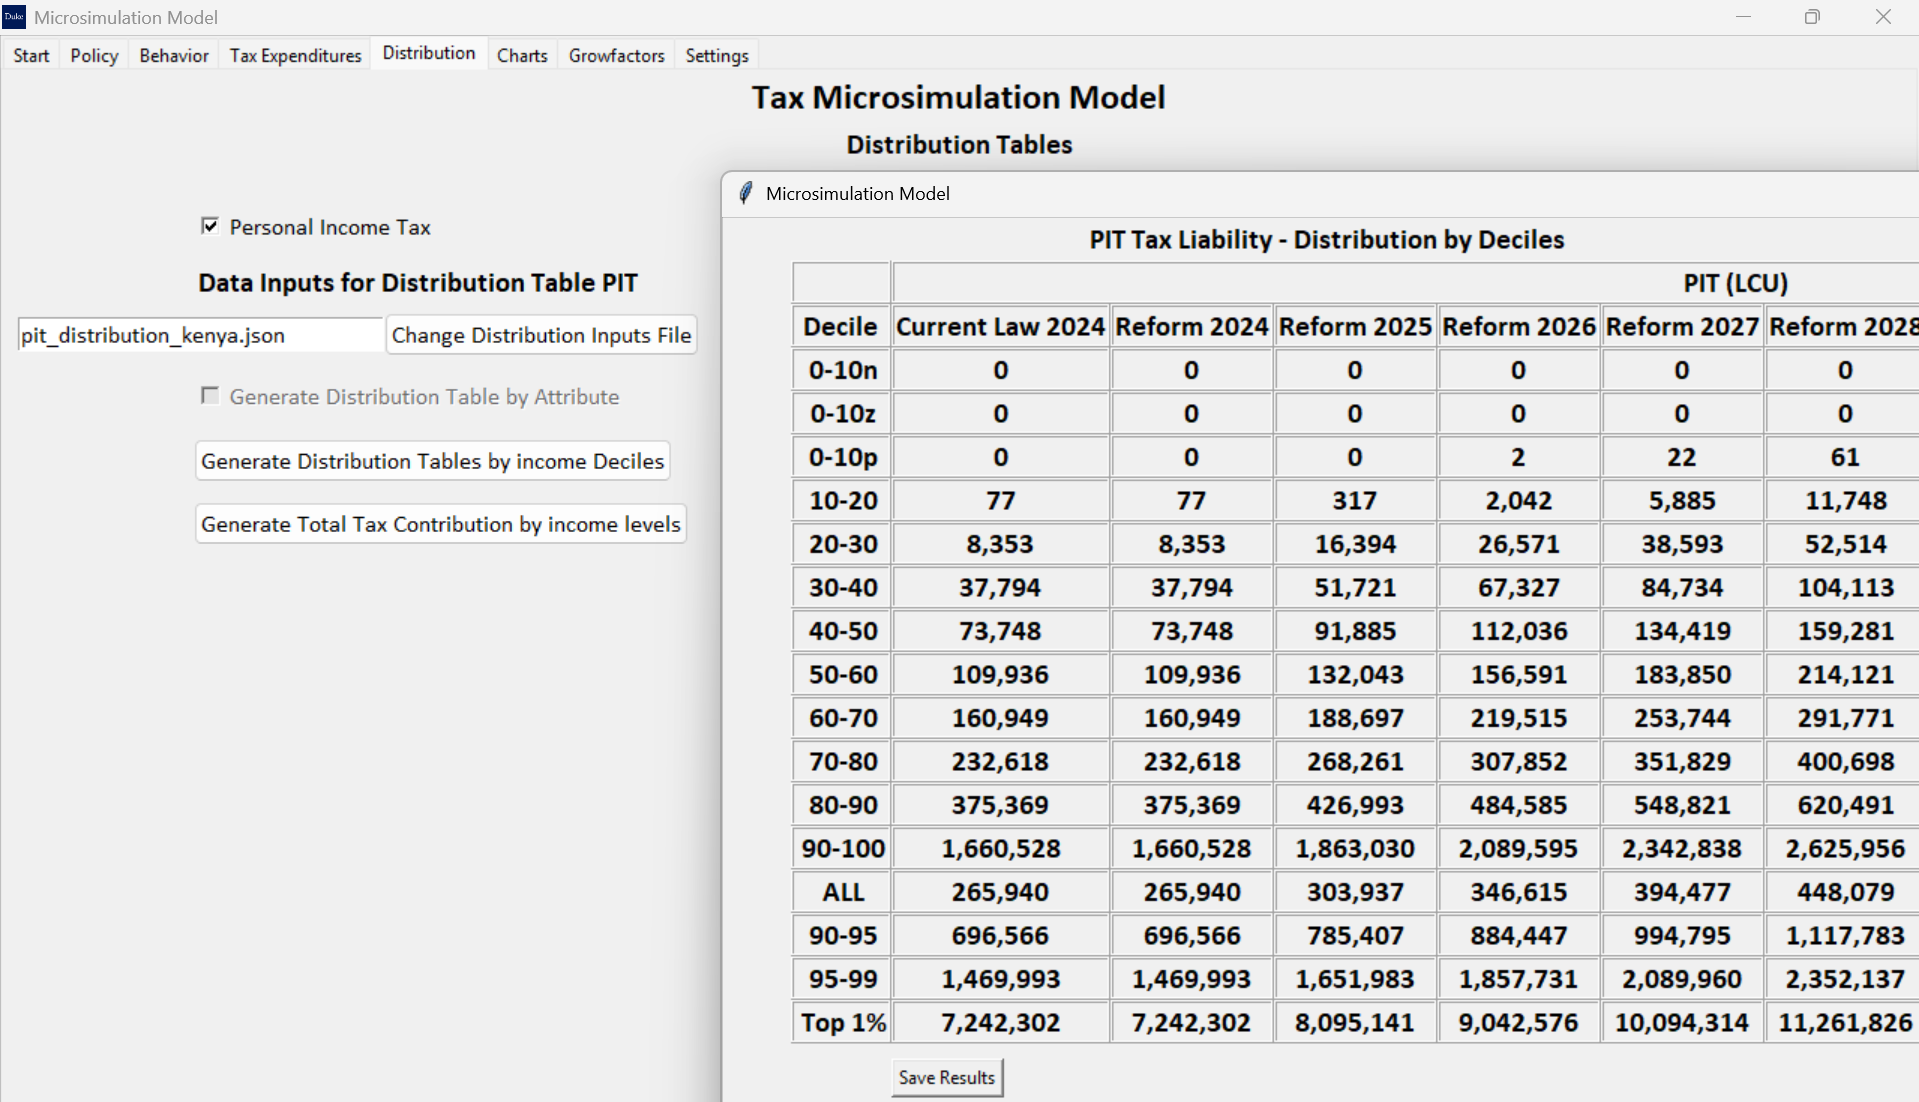 Duke Microsimulation Model
Start Policy Behavior Tax Expenditures Distribution Charts Growfactors Settings
Tax Microsimulation Model
Distribution Tables
Personal Income Tax
Data Inputs for Distribution Table PIT
pit_distribution_kenya.json Change Distribution Inputs File
Generate Distribution Table by Attribute
Generate Distribution Tables by income Deciles
Generate Total Tax Contribution by income levels
Microsimulation Model
PIT Tax Liability - Distribution by Deciles
PIT (LCU)
Decile Current Law 2024 Reform 2024 Reform 2025 Reform 2026 Reform 2027 Reform 2028
0-10n 0 0 0 0 0 0
0-10z 0 0 0 0 0 0
0-10p 0 0 0 2 22 61
10-20 77 77 317 2,042 5,885 11,748
20-30 8,353 8,353 16,394 26,571 38,593 52,514
30-40 37,794 37,794 51,721 67,327 84,734 104,113
40-50 73,748 73,748 91,885 112,036 134,419 159,281
50-60 109,936 109,936 132,043 156,591 183,850 214,121
60-70 160,949 160,949 188,697 219,515 253,744 291,771
70-80 232,618 232,618 268,261 307,852 351,829 400,698
80-90 375,369 375,369 426,993 484,585 548,821 620,491
90-100 1,660,528 1,660,528 1,863,030 2,089,595 2,342,838 2,625,956
ALL 265,940 265,940 303,937 346,615 394,477 448,079
90-95 696,566 696,566 785,407 884,447 994,795 1,117,783
95-99 1,469,993 1,469,993 1,651,983 1,857,731 2,089,960 2,352,137
Top 1% 7,242,302 7,242,302 8,095,141 9,042,576 10,094,314 11,261,826
Save Results